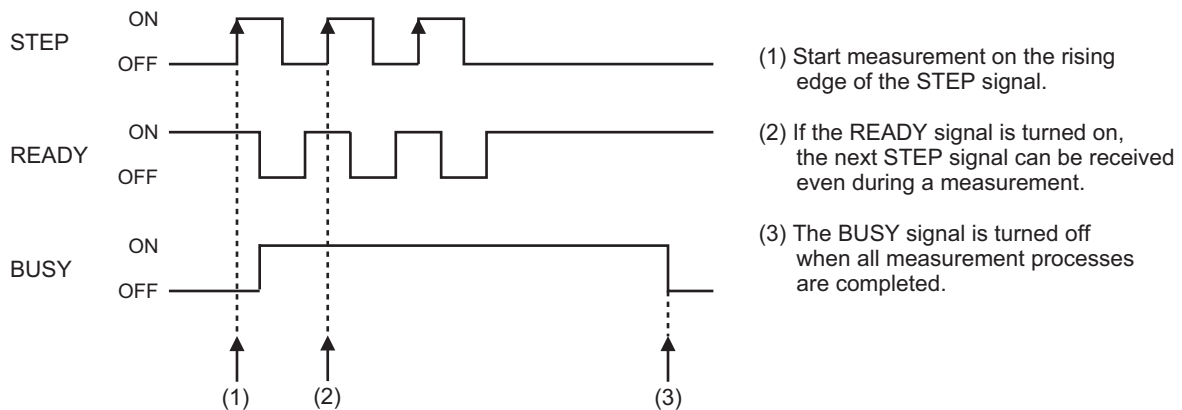 STEP
ON
OFF
READY
ON
OFF
BUSY
ON
OFF
(1)
(2)
(3)
(1) Start measurement on the rising
edge of the STEP signal.
(2) If the READY signal is turned on,
the next STEP signal can be received
even during a measurement.
(3) The BUSY signal is turned off
when all measurement processes
are completed.